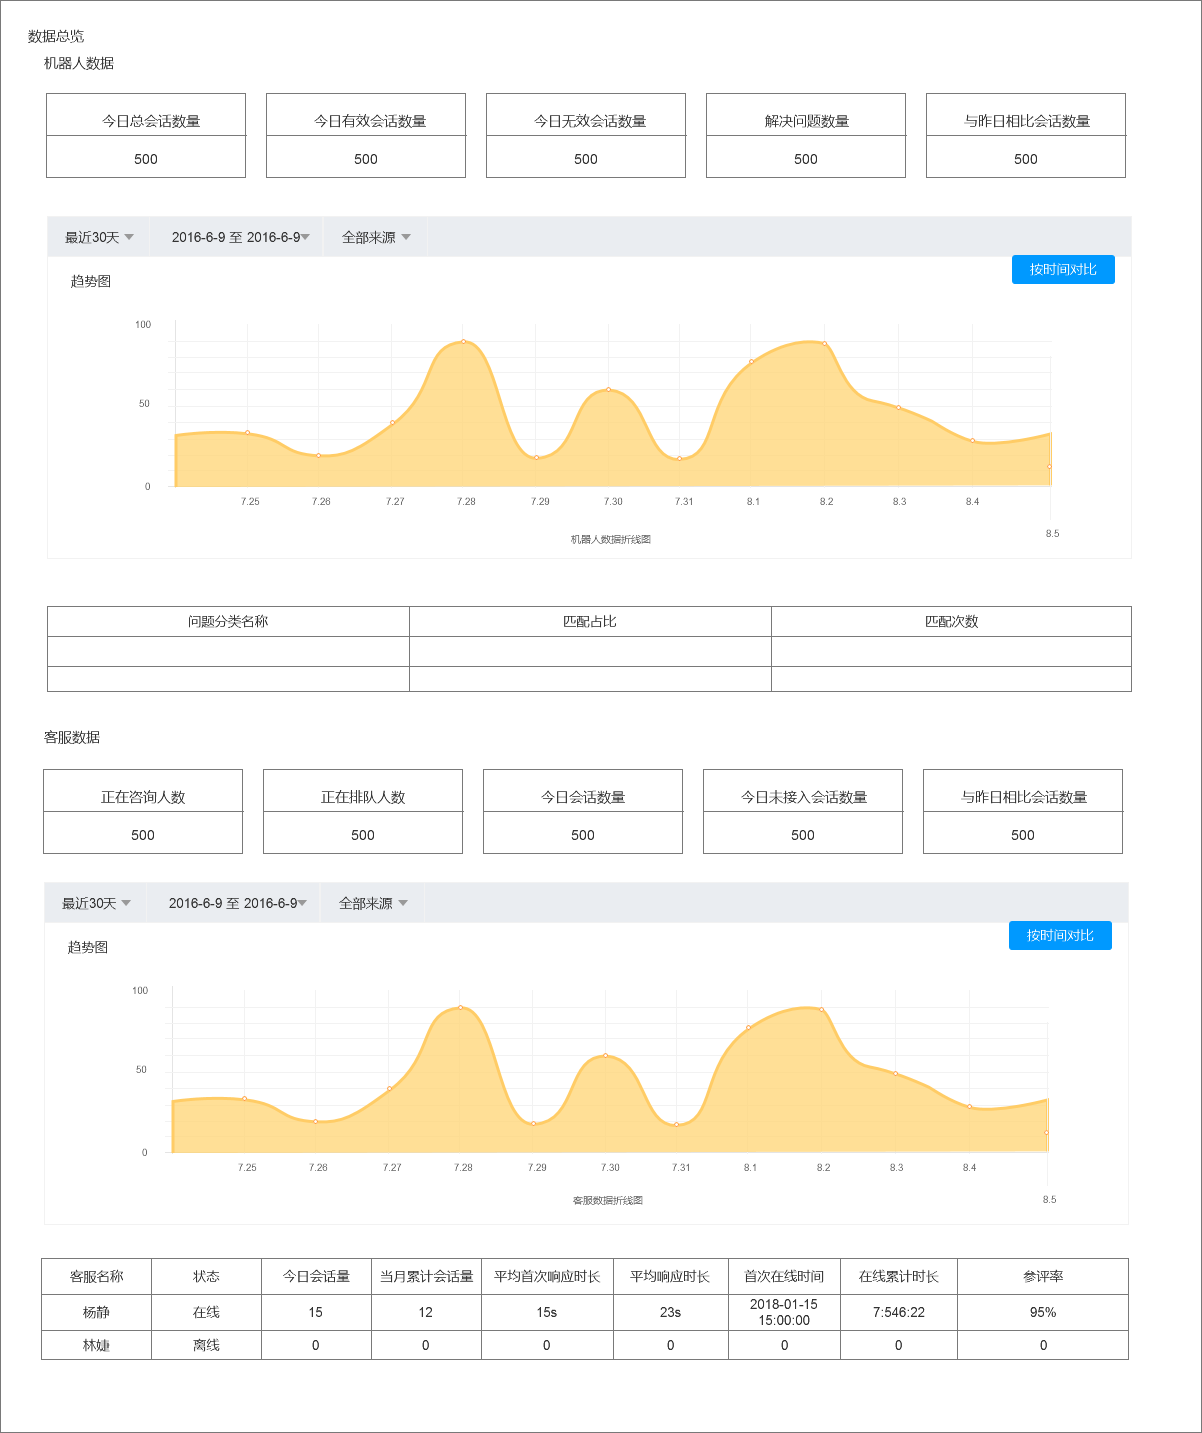 数据总览
机器人数据
今日总会话数量 今日有效会话数量 今日无效会话数量 解决问题数量 与昨日相比会话数量
500 500 500 500 500
最近30天 2016-6-9 至 2016-6-9 全部来源
按时间对比
趋势图
100
50
0
7.25 7.26 7.27 7.28 7.29 7.30 7.31 8.1 8.2 8.3 8.4
8.5
机器人数据折线图
问题分类名称 匹配占比 匹配次数
客服数据
正在咨询人数 正在排队人数 今日会话数量 今日未接入会话数量 与昨日相比会话数量
500 500 500 500 500
最近30天 2016-6-9 至 2016-6-9 全部来源
按时间对比
趋势图
100
50
0
7.25 7.26 7.27 7.28 7.29 7.30 7.31 8.1 8.2 8.3 8.4
8.5
客服数据折线图
客服名称 状态 今日会话量 当月累计会话量 平均首次响应时长 平均响应时长 首次在线时间 在线累计时长 参评率
杨静 在线 15 12 15s 23s 2018-01-15 15:00:00 7:546:22 95%
林婕 离线 0 0 0 0 0 0 0